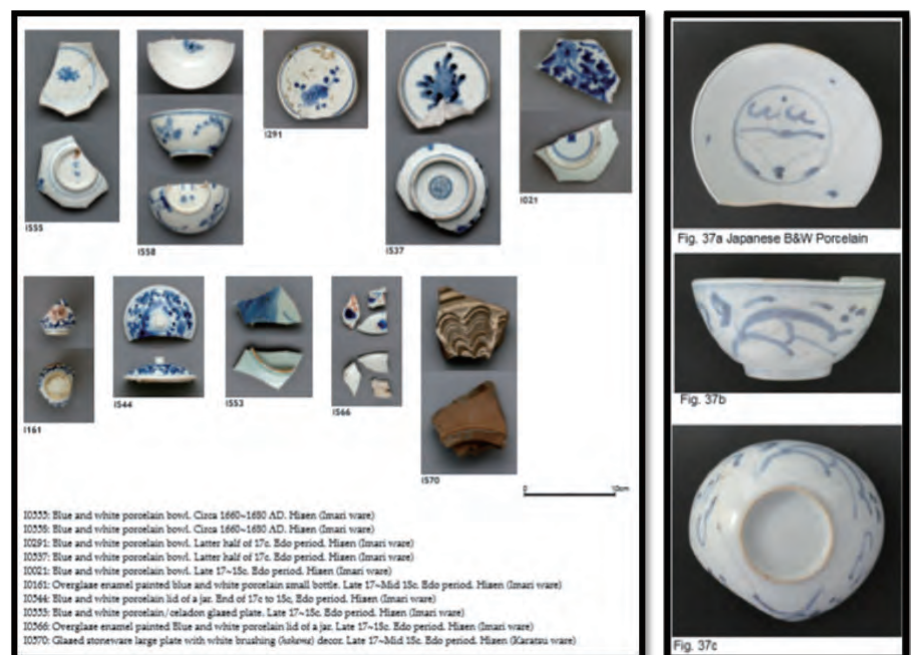 I291
I555
I558
I537
I021
I161
I544
I553
I566
I570
0 10cm
I0555: Blue and white porcelain bowl. Circa 1660~1680 AD. Hizen (Imari ware)
I0558: Blue and white porcelain bowl. Circa 1660~1680 AD. Hizen (Imari ware)
I0291: Blue and white porcelain bowl. Latter half of 17c. Edo period. Hizen (Imari ware)
I0537: Blue and white porcelain bowl. Latter half of 17c. Edo period. Hizen (Imari ware)
I0021: Blue and white porcelain bowl. Late 17~18c. Edo period. Hizen (Imari ware)
I0161: Overglaze enamel painted blue and white porcelain small bottle. Late 17~Mid 18c. Edo period. Hizen (Imari ware)
I0544: Blue and white porcelain lid of a jar. End of 17c to 18c, Edo period. Hizen (Imari ware)
I0553: Blue and white porcelain/celadon glazed plate. Late 17~18c. Edo period. Hizen (Imari ware)
I0566: Overglaze enamel painted Blue and white porcelain lid of a jar. Late 17~18c. Edo period. Hizen (Imari ware)
I0570: Glazed stoneware large plate with white brushing (hakeme) decor. Late 17~Mid 18c. Edo period. Hizen (Karatsu ware)
Fig. 37a Japanese B&W Porcelain
Fig. 37b
Fig. 37c